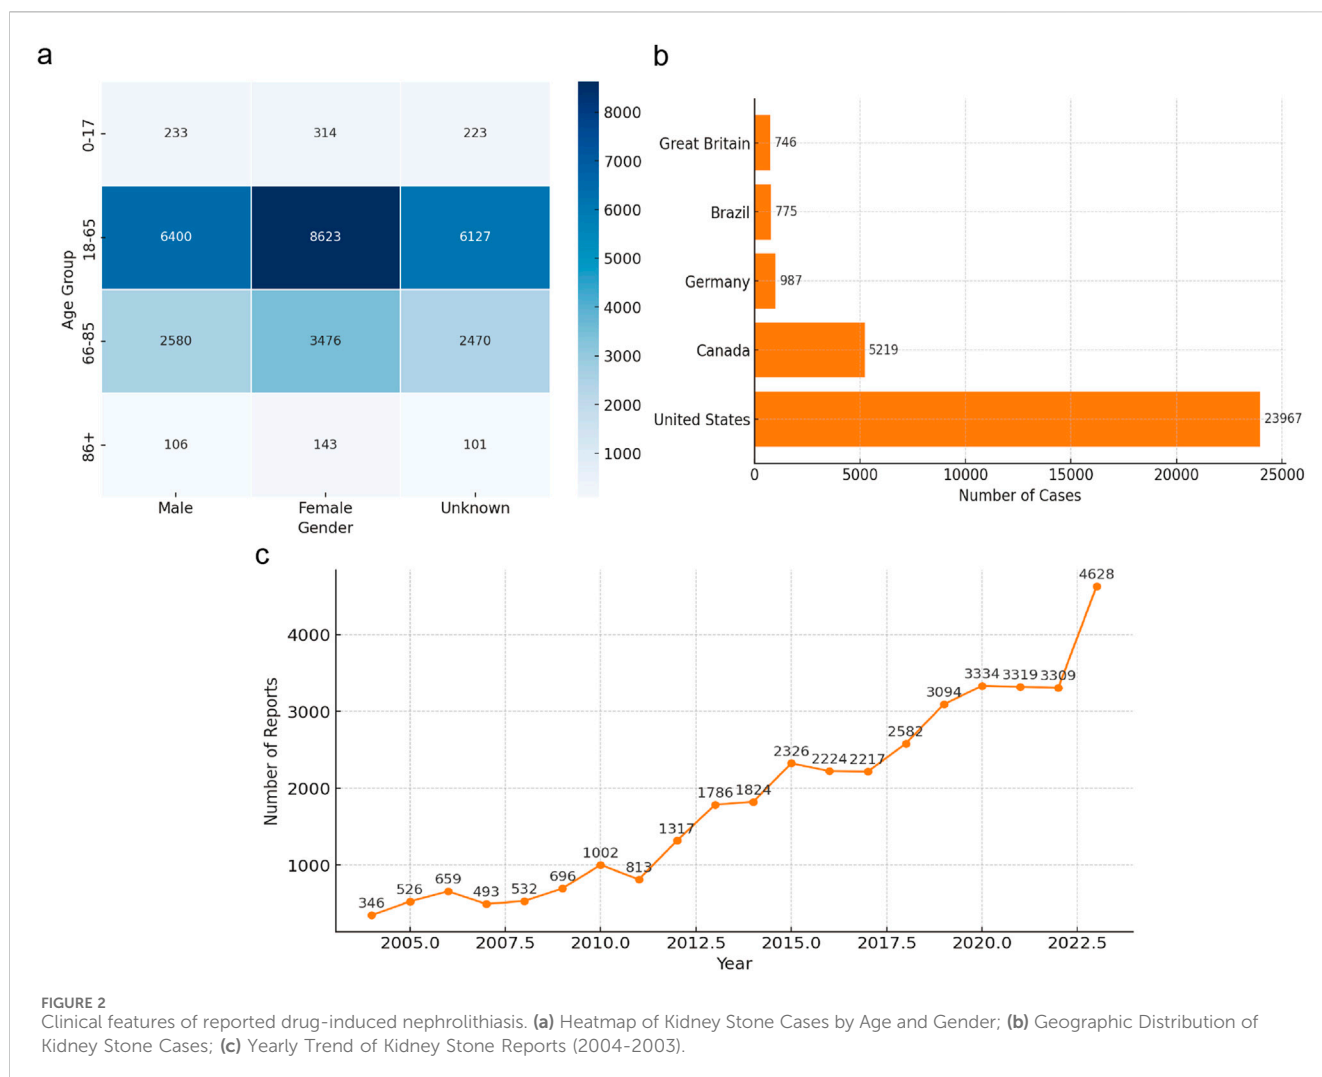 a
0-17
233 314 223
18-65
6400 8623 6127
66-85
2580 3476 2470
86+
106 143 101
Age Group
Male Female Unknown
Gender
8000
7000
6000
5000
4000
3000
2000
1000
b
Great Britain 746
Brazil 775
Germany 987
Canada 5219
United States 23967
0 5000 10000 15000 20000 25000
Number of Cases
c
Number of Reports
4000
3000
2000
1000
346 526 659 493 532 696 1002 813 1317 1786 1824 2326 2224 2217 2582 3094 3334 3319 3309 4628
2005.0 2007.5 2010.0 2012.5 2015.0 2017.5 2020.0 2022.5
Year
FIGURE 2
Clinical features of reported drug-induced nephrolithiasis. (a) Heatmap of Kidney Stone Cases by Age and Gender; (b) Geographic Distribution of
Kidney Stone Cases; (c) Yearly Trend of Kidney Stone Reports (2004-2003).